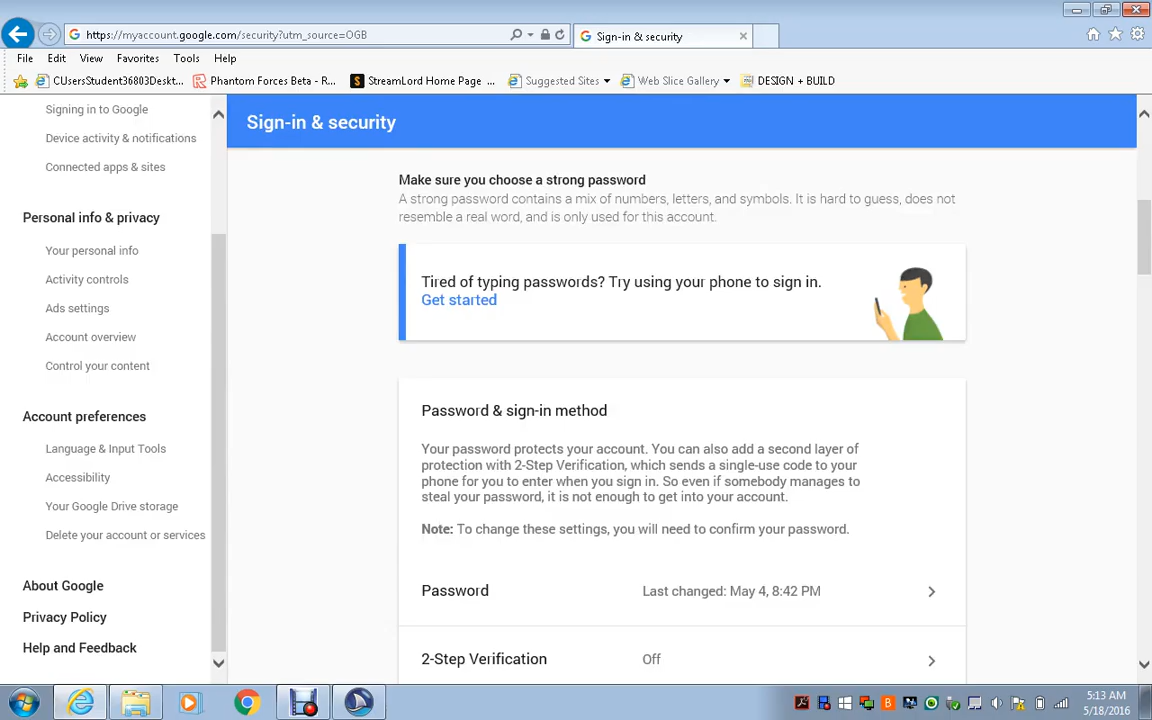 https://myaccount.google.com/security?utm_source=OGB
Sign-in & security
File Edit View Favorites Tools Help
CUsersStudent36803Deskt... Phantom Forces Beta - R... StreamLord Home Page ... Suggested Sites Web Slice Gallery DESIGN + BUILD
Signing in to Google
Device activity & notifications
Connected apps & sites
Personal info & privacy
Your personal info
Activity controls
Ads settings
Account overview
Control your content
Account preferences
Language & Input Tools
Accessibility
Your Google Drive storage
Delete your account or services
About Google
Privacy Policy
Help and Feedback
Sign-in & security
Make sure you choose a strong password
A strong password contains a mix of numbers, letters, and symbols. It is hard to guess, does not
resemble a real word, and is only used for this account.
Tired of typing passwords? Try using your phone to sign in.
Get started
Password & sign-in method
Your password protects your account. You can also add a second layer of
protection with 2-Step Verification, which sends a single-use code to your
phone for you to enter when you sign in. So even if somebody manages to
steal your password, it is not enough to get into your account.
Note: To change these settings, you will need to confirm your password.
Password Last changed: May 4, 8:42 PM
2-Step Verification Off
5:13 AM
5/18/2016